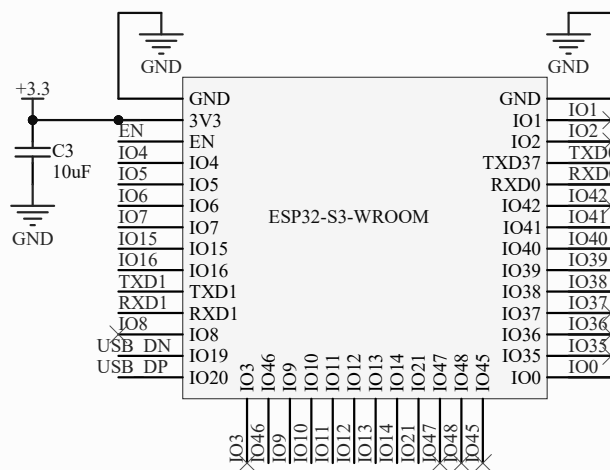 GND GND
+3.3
C3
10uF
GND
GND GND
3V3 IO1 IO1
EN EN IO2 IO2
IO4 IO4 TXD37 TXD0
IO5 IO5 RXD0 RXD0
IO6 IO6 IO42 IO42
IO7 IO7 ESP32-S3-WROOM IO41 IO41
IO15 IO15 IO40 IO40
IO16 IO16 IO39 IO39
TXD1 TXD1 IO38 IO38
RXD1 RXD1 IO37 IO37
IO8 IO8 IO36 IO36
USB_DN IO19 IO35 IO35
USB_DP IO20 IO0 IO0
IO3 IO46 IO9 IO10 IO11 IO12 IO13 IO14 IO21 IO47 IO48 IO45
IO3 IO46 IO9 IO10 IO11 IO12 IO13 IO14 IO21 IO47 IO48 IO45